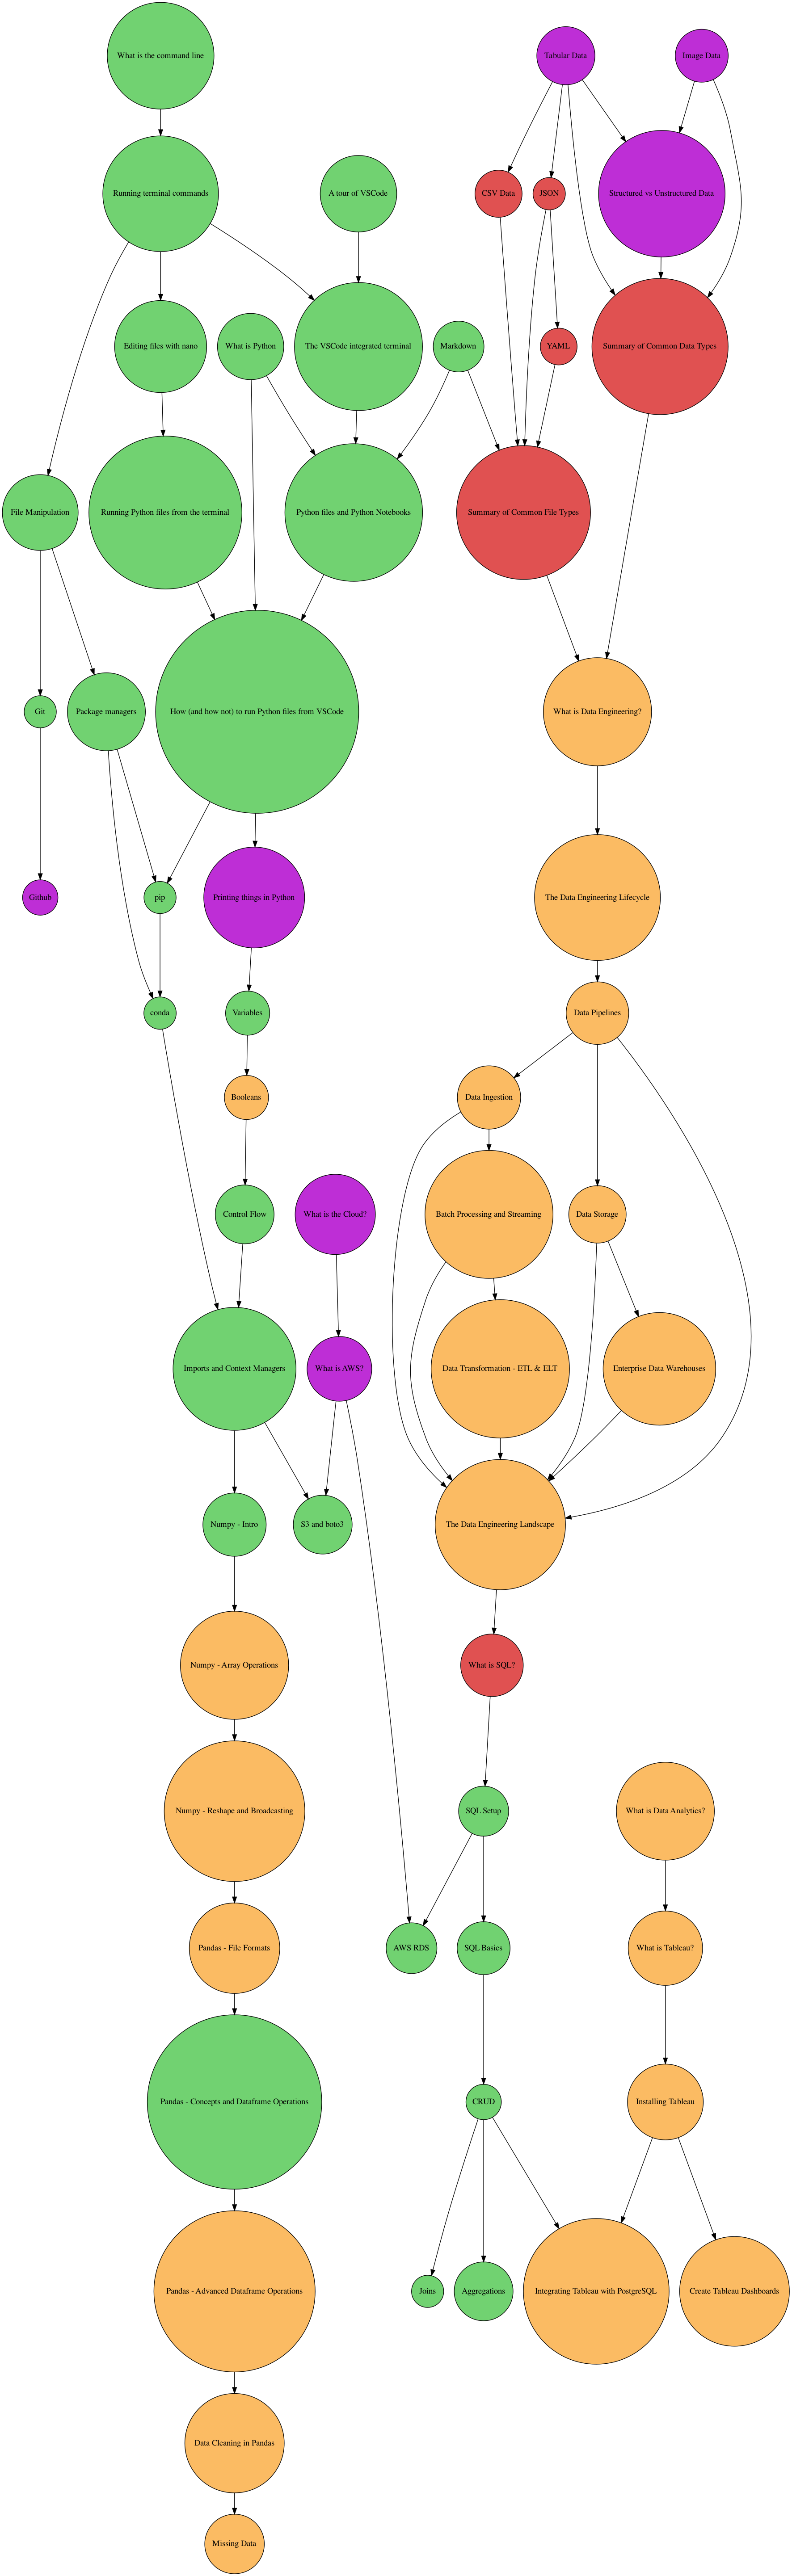 What is the command line
Tabular Data
Image Data
Running terminal commands
A tour of VSCode
CSV Data
JSON
Structured vs Unstructured Data
Editing files with nano
What is Python
The VSCode integrated terminal
Markdown
YAML
Summary of Common Data Types
File Manipulation
Running Python files from the terminal
Python files and Python Notebooks
Summary of Common File Types
Git
Package managers
How (and how not) to run Python files from VSCode
What is Data Engineering?
Github
pip
Printing things in Python
The Data Engineering Lifecycle
conda
Variables
Data Pipelines
Booleans
Data Ingestion
Control Flow
What is the Cloud?
Batch Processing and Streaming
Data Storage
Imports and Context Managers
What is AWS?
Data Transformation - ETL & ELT
Enterprise Data Warehouses
Numpy - Intro
S3 and boto3
The Data Engineering Landscape
Numpy - Array Operations
What is SQL?
Numpy - Reshape and Broadcasting
SQL Setup
What is Data Analytics?
Pandas - File Formats
AWS RDS
SQL Basics
What is Tableau?
Pandas - Concepts and Dataframe Operations
CRUD
Installing Tableau
Pandas - Advanced Dataframe Operations
Joins
Aggregations
Integrating Tableau with PostgreSQL
Create Tableau Dashboards
Data Cleaning in Pandas
Missing Data